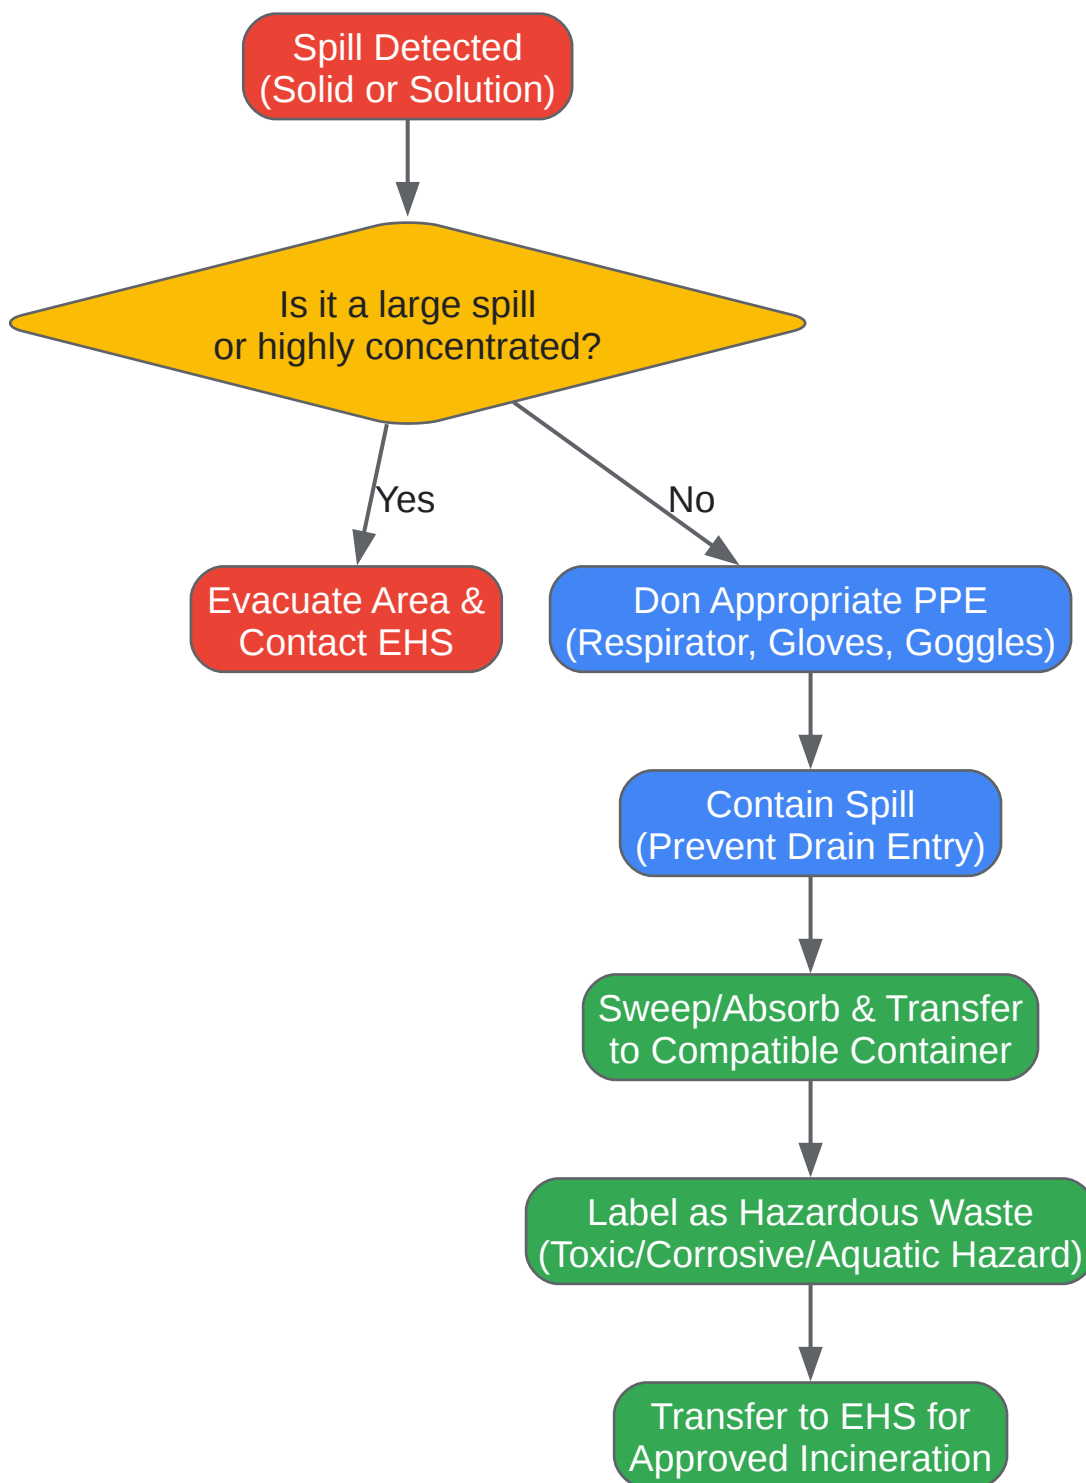 Spill Detected
(Solid or Solution)
Is it a large spill
or highly concentrated?
Yes
No
Evacuate Area &
Contact EHS
Don Appropriate PPE
(Respirator, Gloves, Goggles)
Contain Spill
(Prevent Drain Entry)
Sweep/Absorb & Transfer
to Compatible Container
Label as Hazardous Waste
(Toxic/Corrosive/Aquatic Hazard)
Transfer to EHS for
Approved Incineration